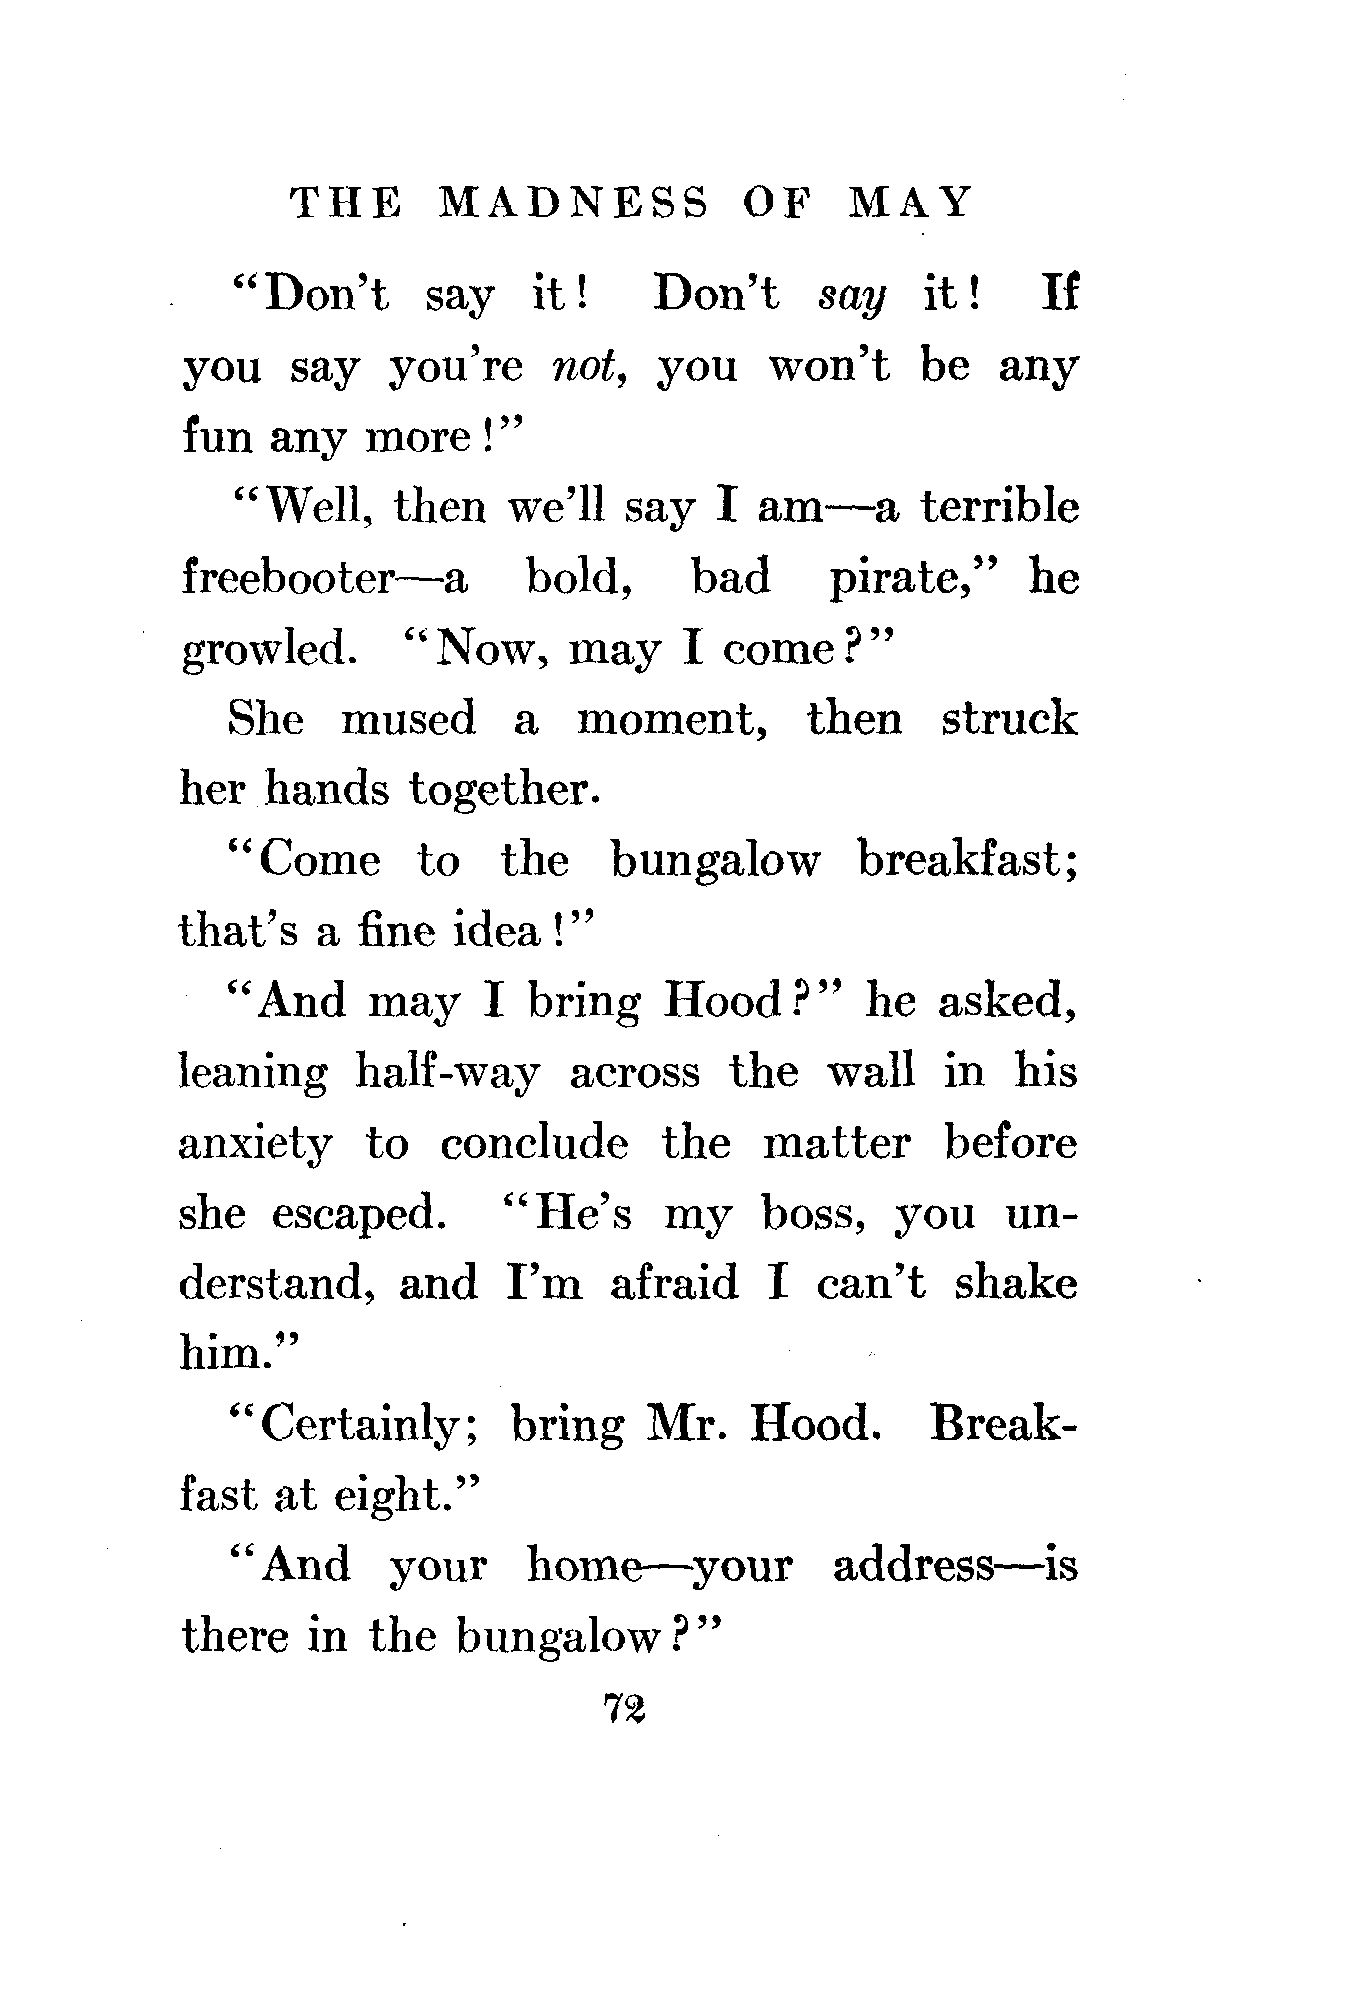 THE MADNESS OF MAY
“Don’t say it! Don’t say it! If
you say you’re not, you won’t be any
fun any more!”
“Well, then we’ll say I am—a terrible
freebooter—a bold, bad pirate,” he
growled. “Now, may I come?”
She mused a moment, then struck
her hands together.
“Come to the bungalow breakfast;
that’s a fine idea!”
“And may I bring Hood?” he asked,
leaning half-way across the wall in his
anxiety to conclude the matter before
she escaped. “He’s my boss, you un-
derstand, and I’m afraid I can’t shake
him.”
“Certainly; bring Mr. Hood. Break-
fast at eight.”
“And your home—your address—is
there in the bungalow?”
72